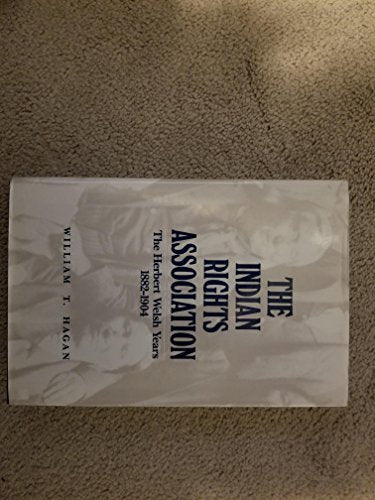 THE
INDIAN
RIGHTS
ASSOCIATION
The Herbert Welsh Years
1882-1904
WILLIAM T. HAGAN